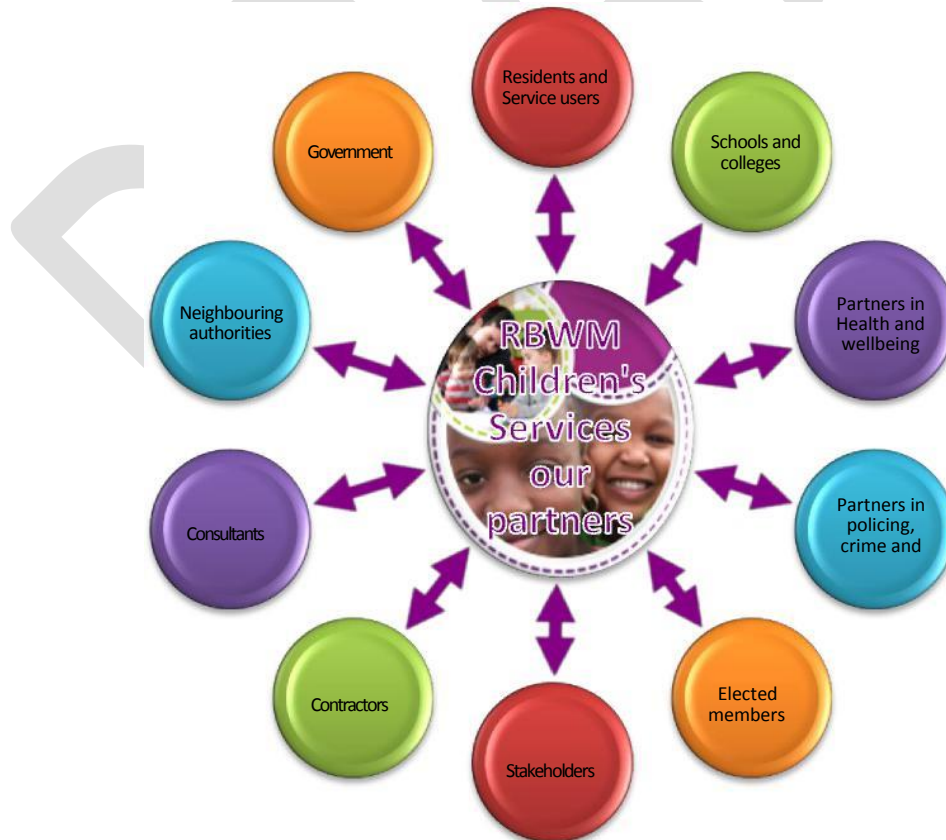 Residents and
Service users
Schools and
colleges
Partners in
Health and
wellbeing
Partners in
policing,
crime and
Elected
members
Stakeholders
Contractors
Consultants
Neighbouring
authorities
Government
RBWM
Children's
Services
our
partners